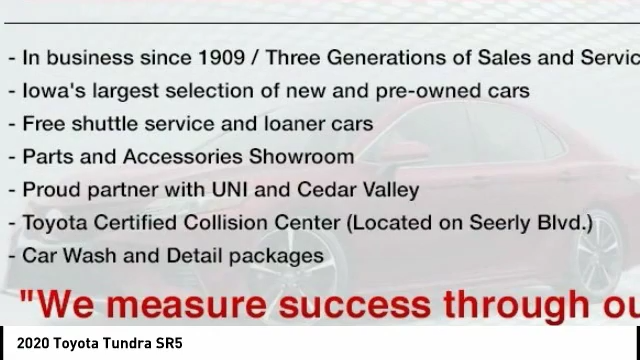 - In business since 1909 / Three Generations of Sales and
- Iowa's largest selection of new and pre-owned cars
- Free shuttle service and loaner cars
- Parts and Accessories Showroom
- Proud partner with UNI and Cedar Valley
- Toyota Certified Collision Center (Located on Seerly Blvd.)
- Car Wash and Detail packages
"We measure success through
2020 Toyota Tundra SR5